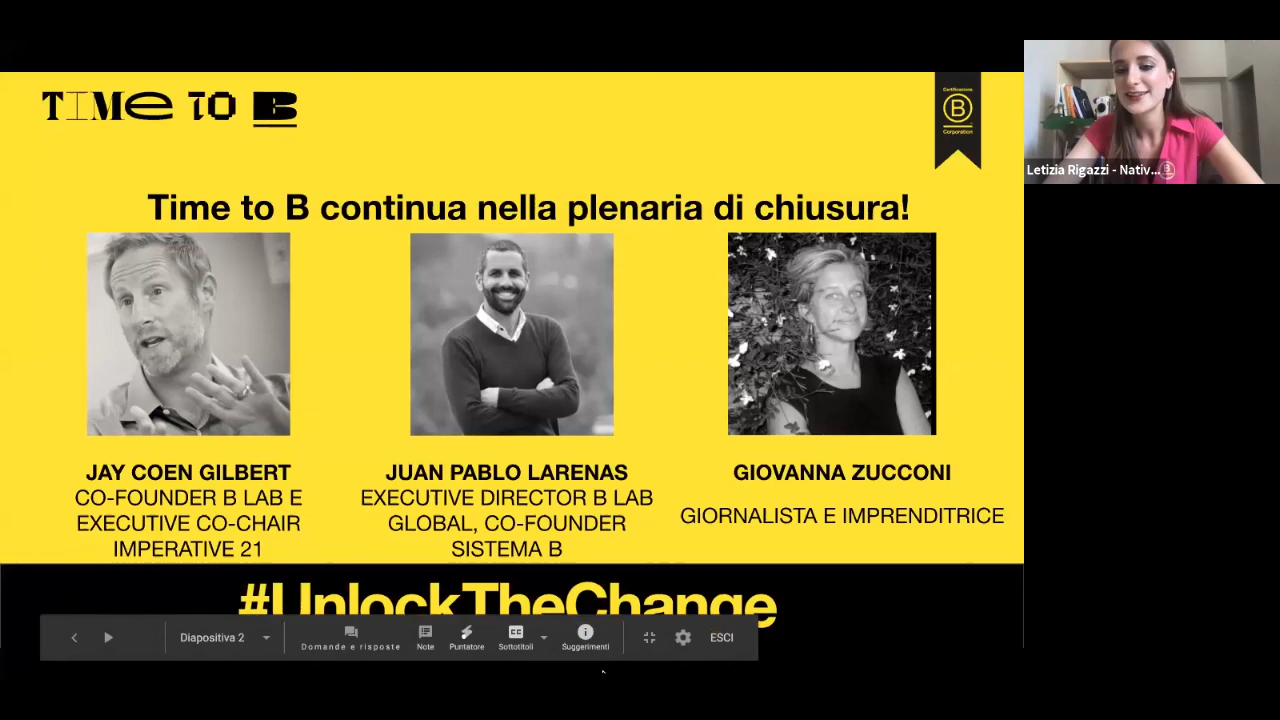 TIME TO B
Certificazione
B
Corporation
Letizia Rigazzi - Nativ...
B
Time to B continua nella plenaria di chiusura!
JAY COEN GILBERT
CO-FOUNDER B LAB E
EXECUTIVE CO-CHAIR
IMPERATIVE 21
JUAN PABLO LARENAS
EXECUTIVE DIRECTOR B LAB
GLOBAL, CO-FOUNDER
SISTEMA B
GIOVANNA ZUCCONI
GIORNALISTA E IMPRENDITRICE
#UnlockTheChange
Diapositiva 2
Domande e risposte
Note
Puntatore
CC
Sottotitoli
Suggerimenti
ESCI